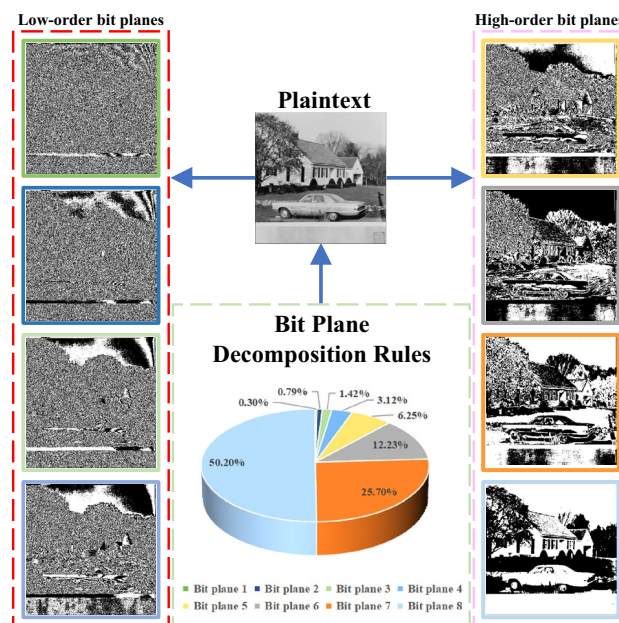 Low-order bit planes
High-order bit planes
Plaintext
Bit Plane
Decomposition Rules
0.79%
0.30%
1.42%
3.12%
6.25%
12.23%
50.20%
25.70%
Bit plane 1 Bit plane 2 Bit plane 3 Bit plane 4
Bit plane 5 Bit plane 6 Bit plane 7 Bit plane 8